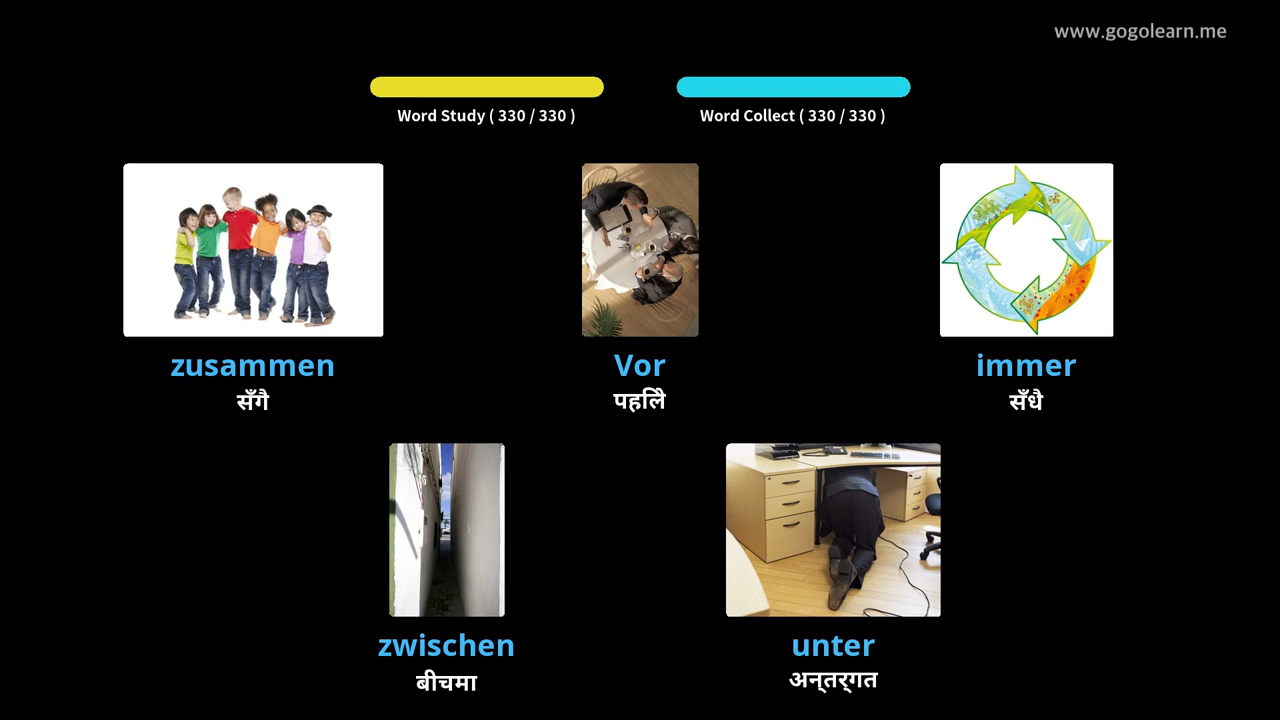 www.gogolearn.me
Word Study ( 330 / 330 )
Word Collect ( 330 / 330 )
zusammen
सँगै
Vor
पहलिे
immer
सँधै
zwischen
बीचमा
unter
अन्‌तर्‌गत